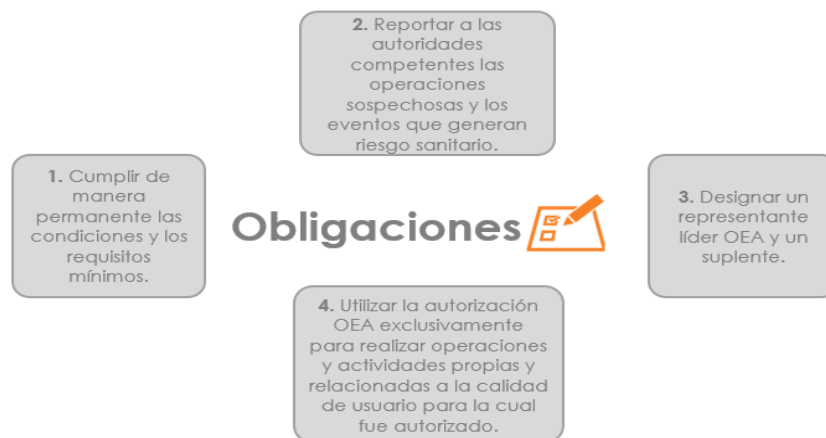 2. Reportar a las
autoridades
competentes las
operaciones
sospechosas y los
eventos que generan
riesgo sanitario.
1. Cumplir de
manera
permanente las
condiciones y los
requisitos
mínimos.
Obligaciones
3. Designar un
representante
líder OEA y un
suplente.
4. Utilizar la autorización
OEA exclusivamente
para realizar operaciones
y actividades propias y
relacionadas a la calidad
de usuario para la cual
fue autorizado.